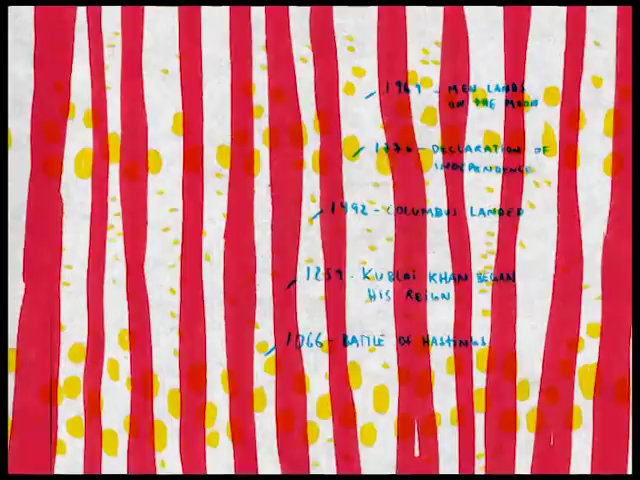 1969 - MEN LANDS
ON THE MOON
1776 - DECLARATION OF
INDEPENDENCE
1492 - COLUMBUS LANDED
1259 - KUBLAI KHAN BEGAN
HIS REIGN
1066 - BATTLE OF HASTINGS